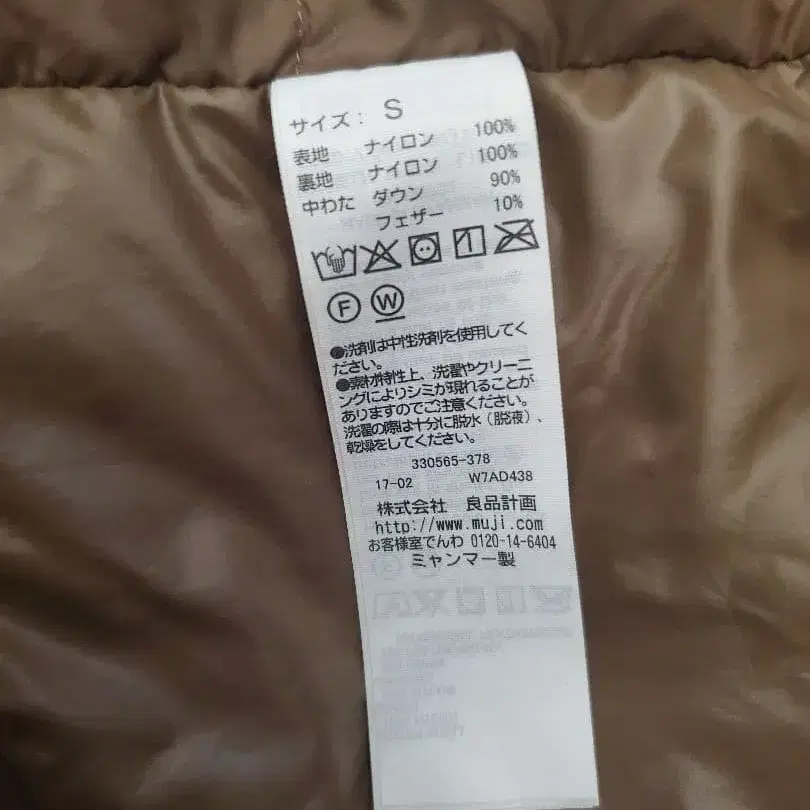 サイズ: S
表地 ナイロン 100%
裏地 ナイロン 100%
中わた ダウン 90%
フェザー 10%
F W
●洗剤は中性洗剤を使用してく
ださい。
●素材特性上、洗濯やクリーニ
ングによりシミが現れることが
ありますのでご注意ください。
洗濯の際は十分に脱水(脱液)、
乾燥をしてください。
330565-378
17-02 W7AD438
株式会社 良品計画
http://www.muji.com
お客様室でんわ 0120-14-6404
ミャンマー製